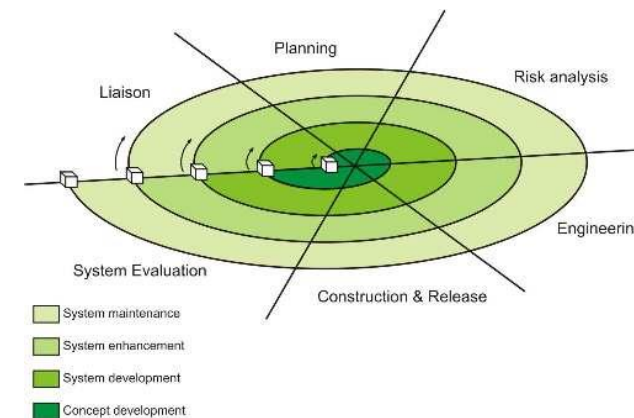 Planning
Risk analysis
Liaison
Engineerin
System Evaluation
Construction & Release
System maintenance
System enhancement
System development
Concept development